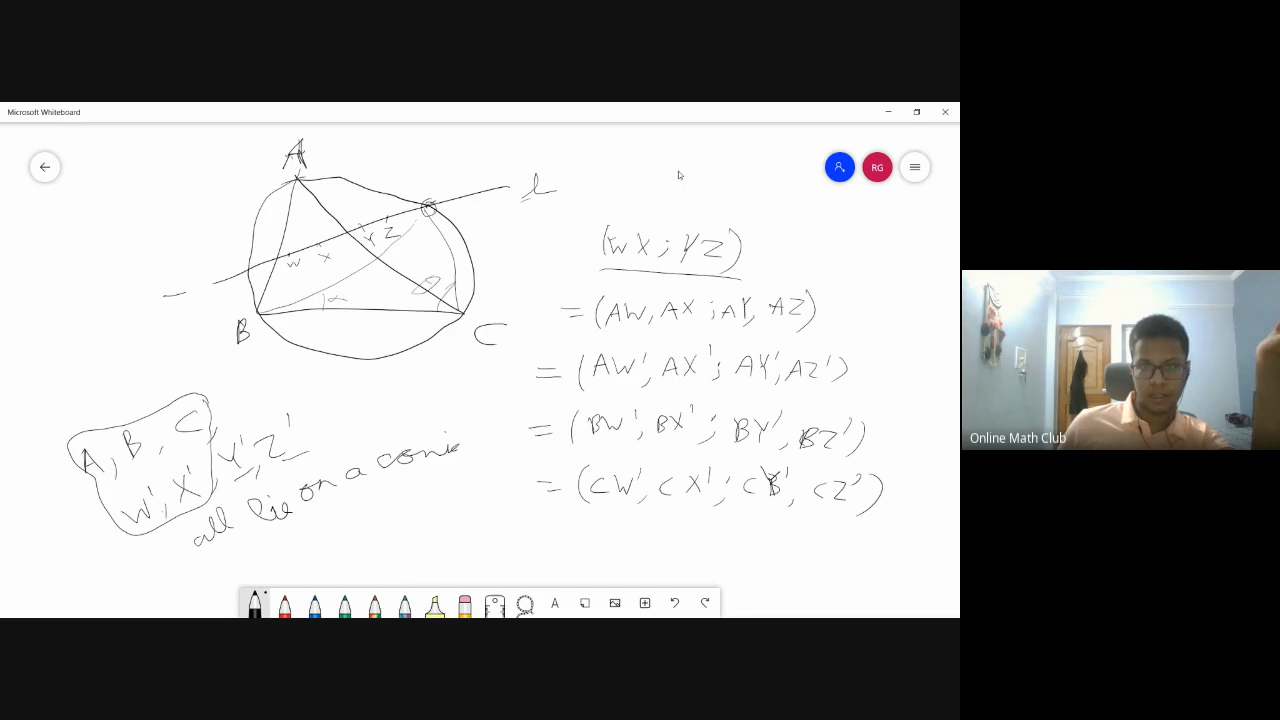 Microsoft Whiteboard
RG
A
l
W X Y Z
α θ
B
C
(WX; YZ)
= (AW, AX; AY, AZ)
= (AW', AX'; AY', AZ')
= (BW', BX'; BY', BZ')
= (CW', CX'; CY', CZ')
A, B, C,
W', X', Y', Z'
all lie on a conic
Online Math Club
A